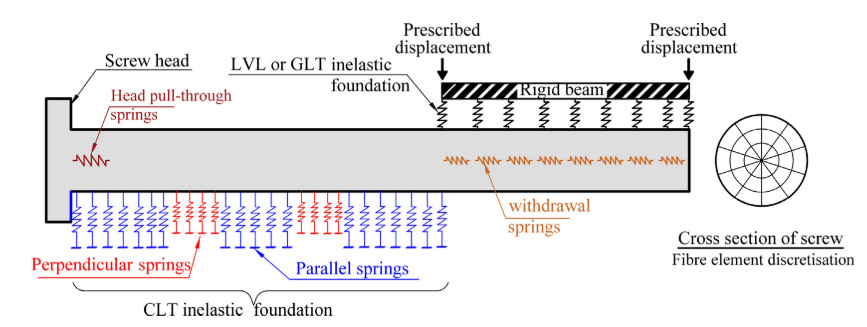 Prescribed
displacement
Prescribed
displacement
Screw head
LVL or GLT inelastic
foundation
Rigid beam
Head pull-through
springs
withdrawal
springs
Perpendicular springs
Parallel springs
CLT inelastic foundation
Cross section of screw
Fibre element discretisation